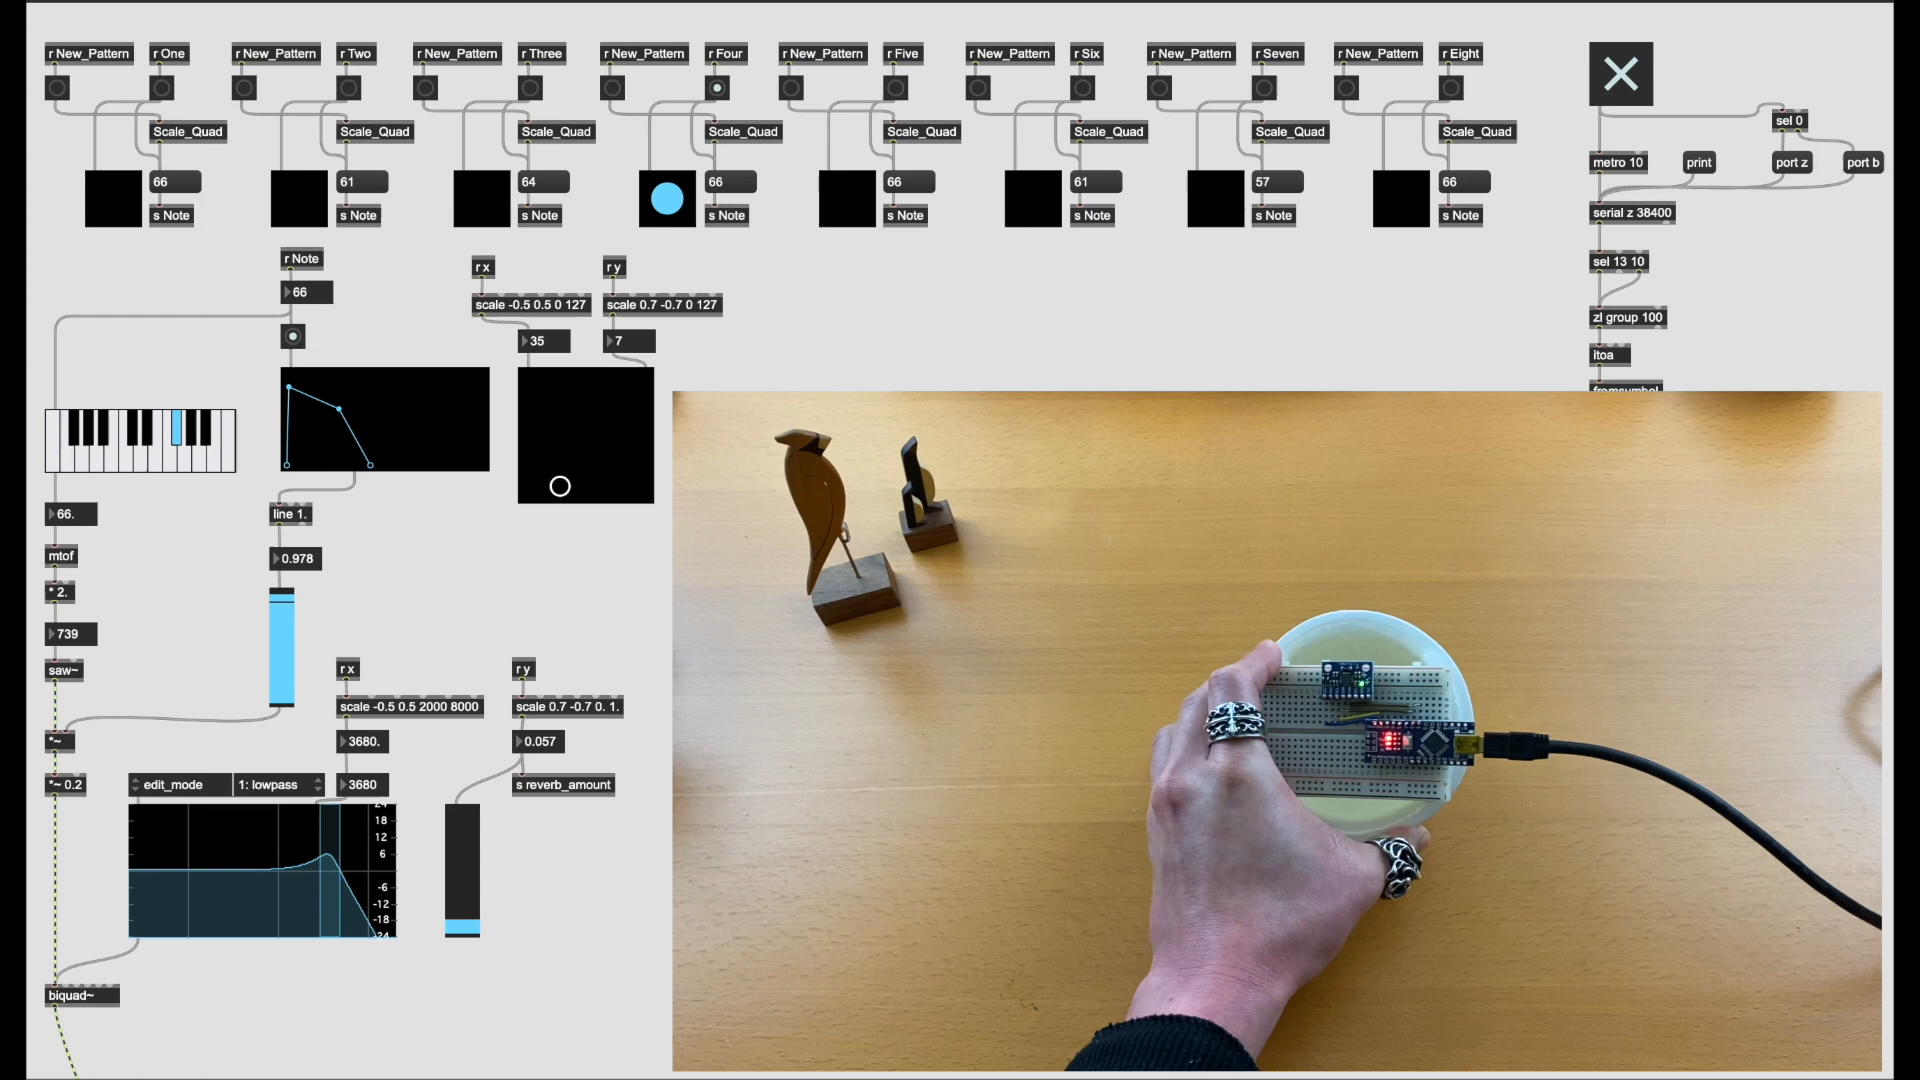 r New_Pattern r One r New_Pattern r Two r New_Pattern r Three r New_Pattern r Four r New_Pattern r Five r New_Pattern r Six r New_Pattern r Seven r New_Pattern r Eight
Scale_Quad Scale_Quad Scale_Quad Scale_Quad Scale_Quad Scale_Quad Scale_Quad Scale_Quad
66 61 64 66 66 61 57 66
s Note s Note s Note s Note s Note s Note s Note s Note
sel 0
metro 10 print port z port b
serial z 38400
sel 13 10
zl group 100
itoa
fromsymbol
r Note
66
r x r y
scale -0.5 0.5 0 127 scale 0.7 -0.7 0 127
35 7
66.
mtof
* 2.
739
saw~
*~
*~ 0.2
line 1.
0.978
r x r y
scale -0.5 0.5 2000 8000 scale 0.7 -0.7 0. 1.
3680. 0.057
edit_mode 1: lowpass 3680 s reverb_amount
24
18
12
6
-6
-12
-18
-24
biquad~